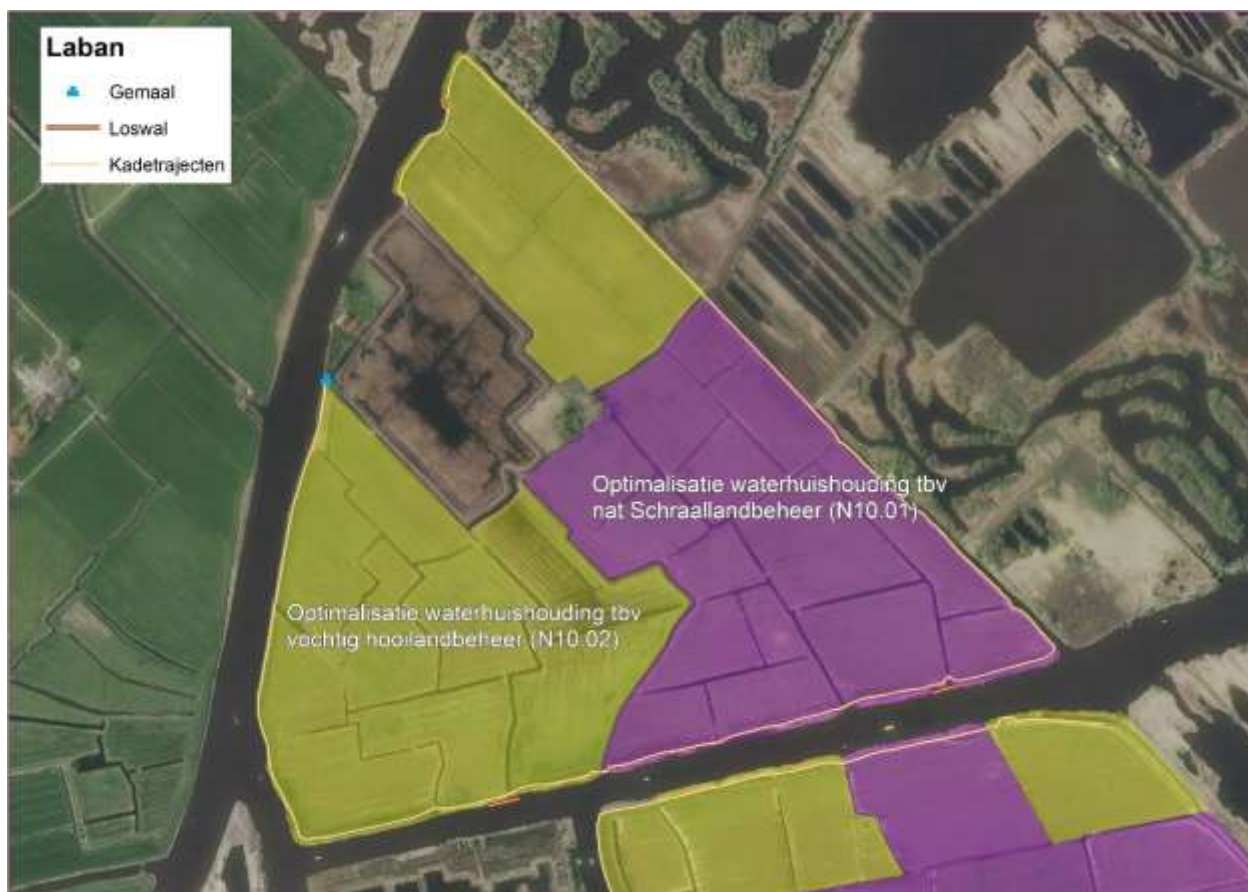 Laban
Gemaal
Loswal
Kadetrajecten
Optimalisatie waterhuishouding tbv
nat Schraallandbeheer (N10.01)
Optimalisatie waterhuishouding tbv
vochtig hooilandbeheer (N10.02)